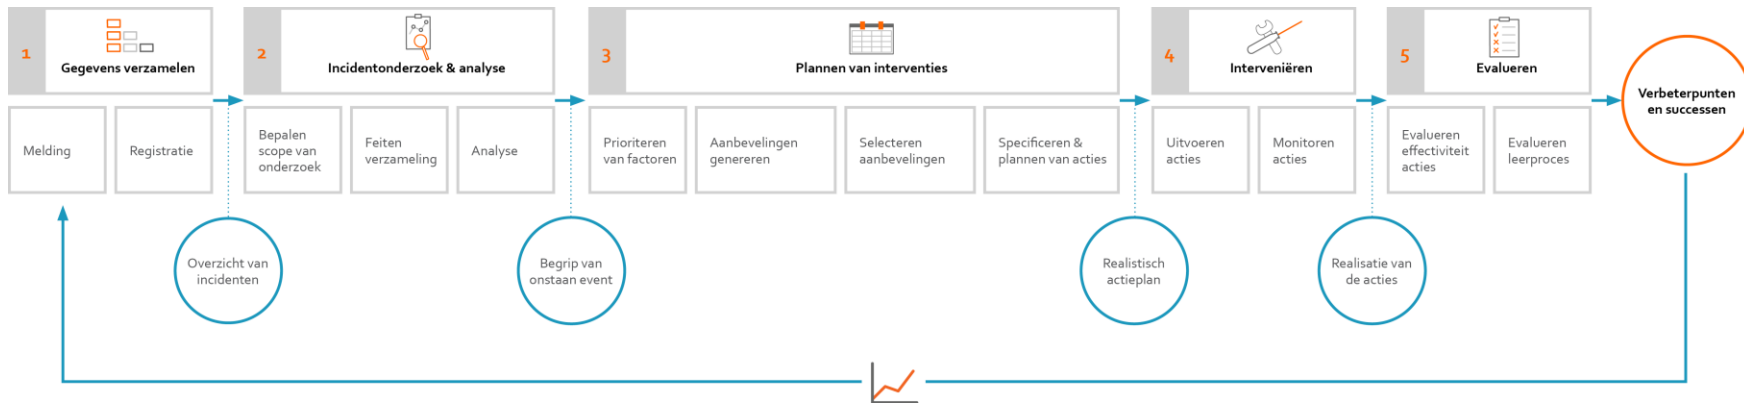 1
Gegevens verzamelen
2
Incidentonderzoek & analyse
3
Plannen van interventies
4
Interveniëren
5
Evalueren
Verbeterpunten
en successen
Melding
Registratie
Bepalen
scope van
onderzoek
Feiten
verzameling
Analyse
Prioriteren
van factoren
Aanbevelingen
genereren
Selecteren
aanbevelingen
Specificeren &
plannen van acties
Uitvoeren
acties
Monitoren
acties
Evalueren
effectiviteit
acties
Evalueren
leerproces
Overzicht van
incidenten
Begrip van
onstaan event
Realistisch
actieplan
Realisatie van
de acties